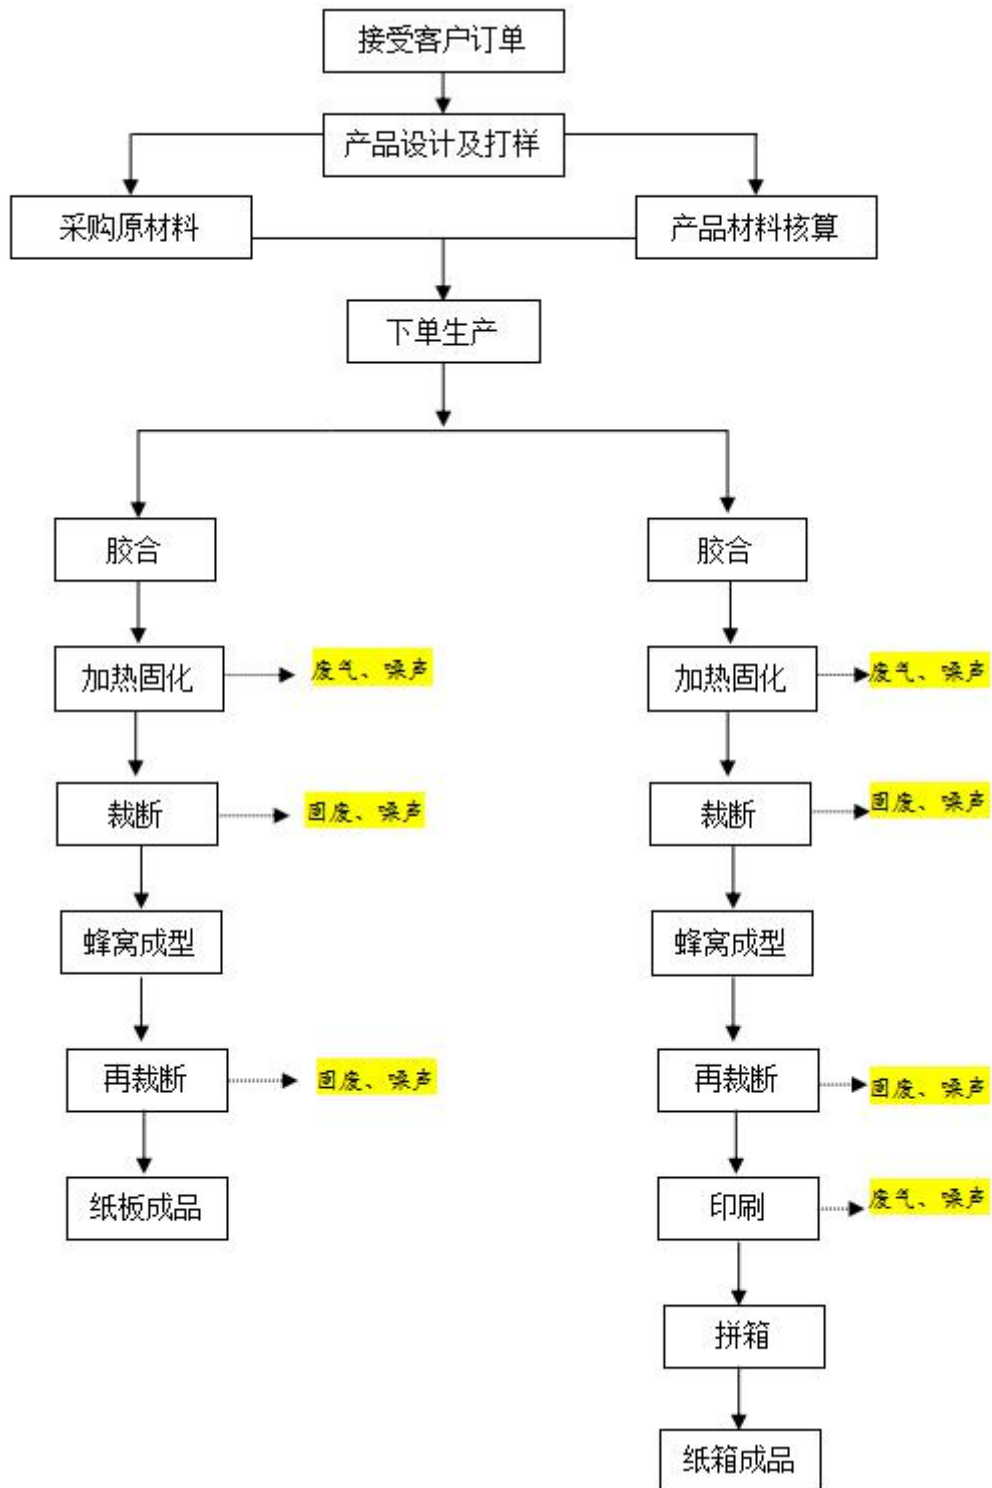 接受客户订单
产品设计及打样
采购原材料
产品材料核算
下单生产
胶合
胶合
加热固化
废气、噪声
加热固化
废气、噪声
裁断
固废、噪声
裁断
固废、噪声
蜂窝成型
蜂窝成型
再裁断
固废、噪声
再裁断
固废、噪声
纸板成品
印刷
废气、噪声
拼箱
纸箱成品